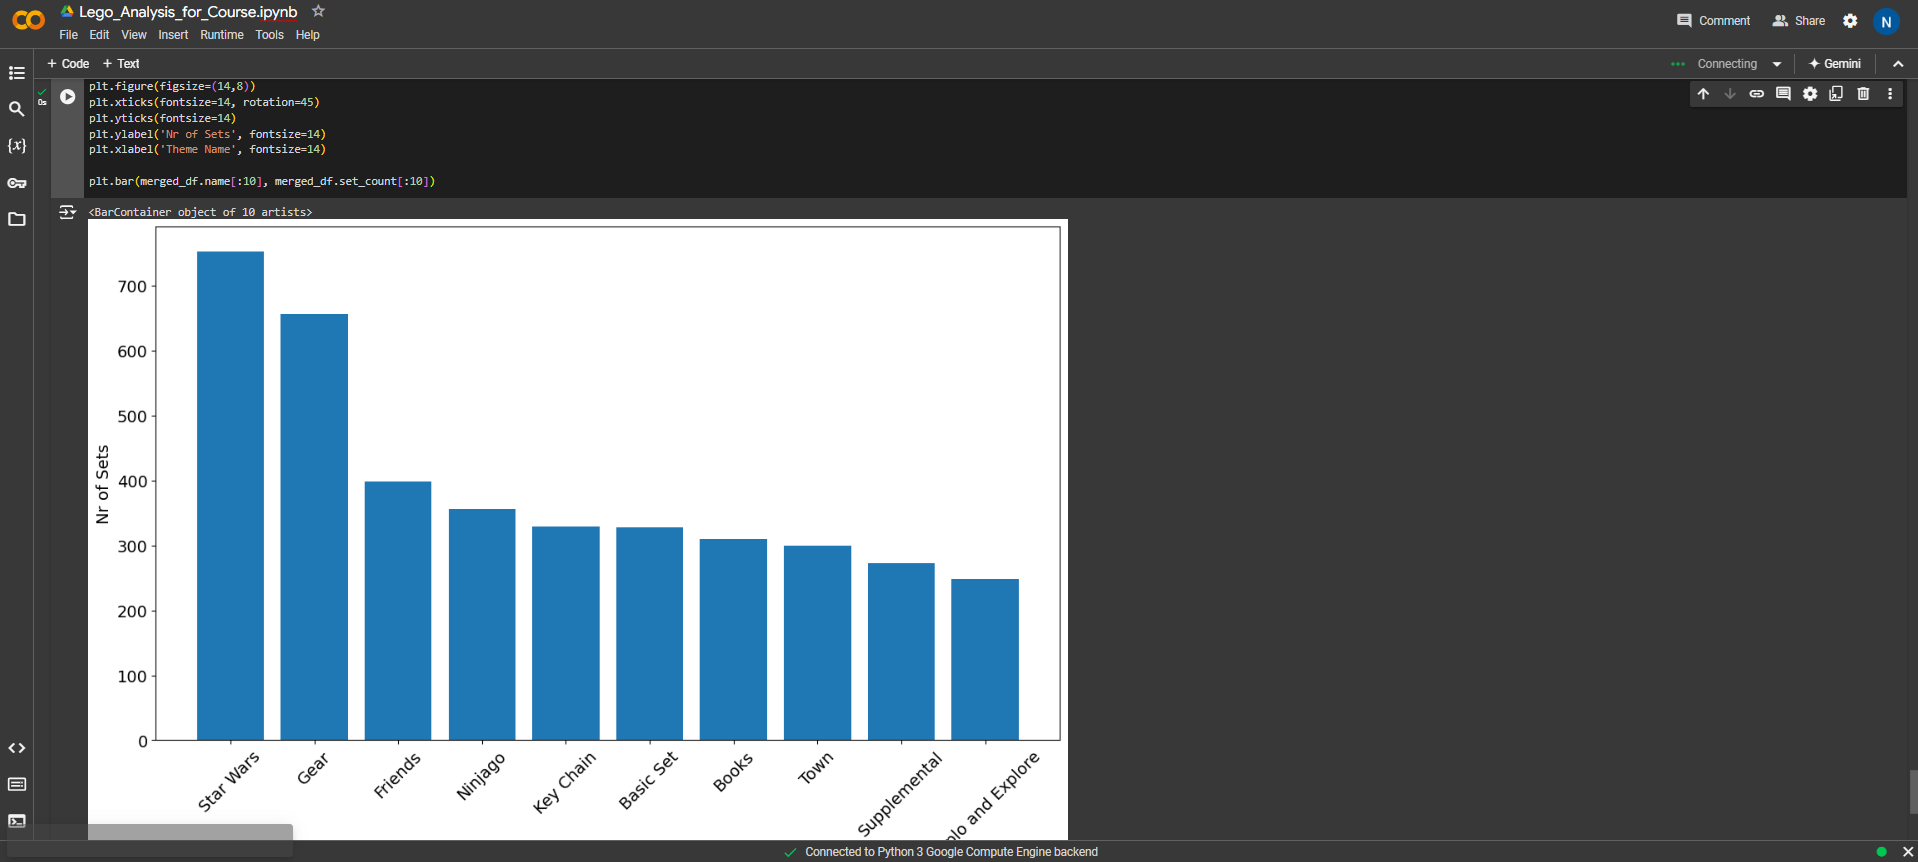 Lego_Analysis_for_Course.ipynb
File Edit View Insert Runtime Tools Help
Comment Share N
+ Code + Text
Connecting Gemini
0s
plt.figure(figsize=(14,8))
plt.xticks(fontsize=14, rotation=45)
plt.yticks(fontsize=14)
plt.ylabel('Nr of Sets', fontsize=14)
plt.xlabel('Theme Name', fontsize=14)
plt.bar(merged_df.name[:10], merged_df.set_count[:10])
{x}
<BarContainer object of 10 artists>
700
600
500
400
300
200
100
0
Nr of Sets
Star Wars
Gear
Friends
Ninjago
Key Chain
Basic Set
Books
Town
Supplemental
and Explore
Connected to Python 3 Google Compute Engine backend